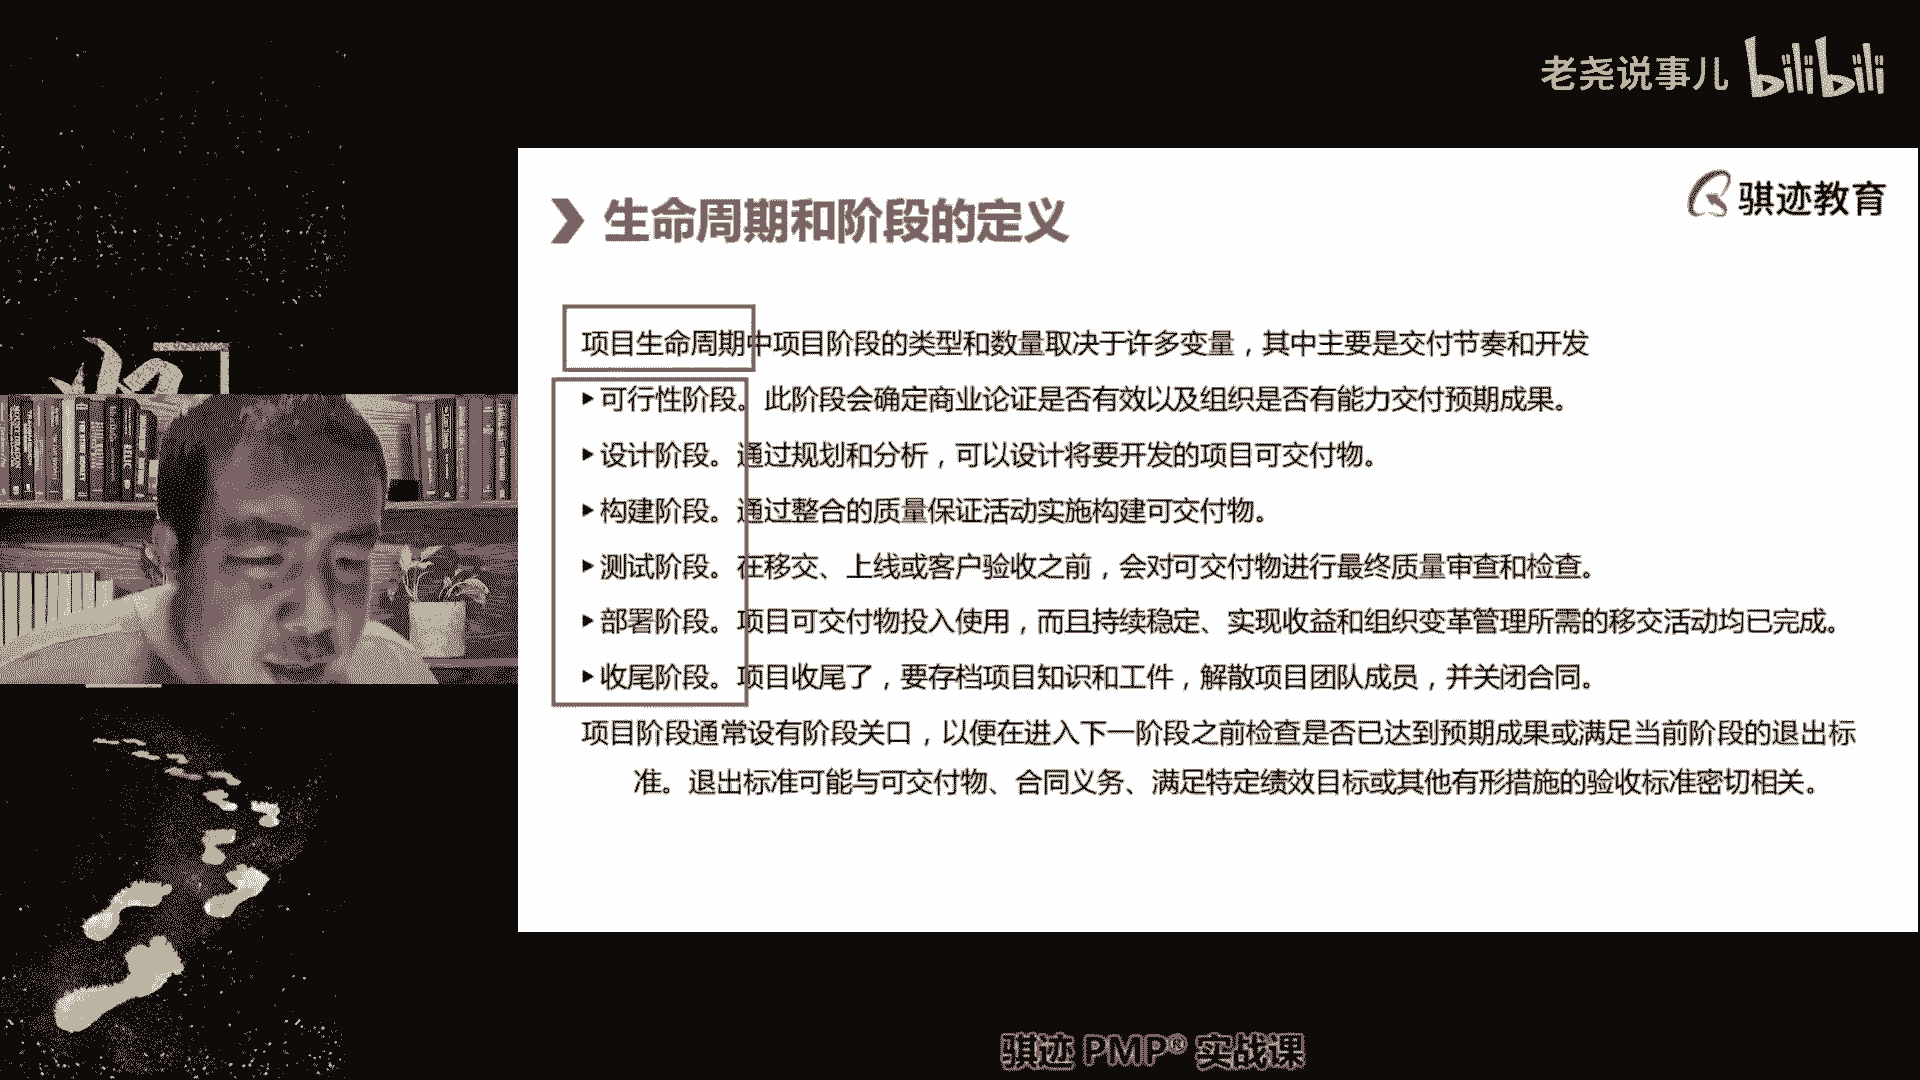 老尧说事儿 bilibili
骐迹教育
生命周期和阶段的定义
项目生命周期中项目阶段的类型和数量取决于许多变量，其中主要是交付节奏和开发
可行性阶段。此阶段会确定商业论证是否有效以及组织是否有能力交付预期成果。
设计阶段。通过规划和分析，可以设计将要开发的项目可交付物。
构建阶段。通过整合的质量保证活动实施构建可交付物。
测试阶段。在移交、上线或客户验收之前，会对可交付物进行最终质量审查和检查。
部署阶段。项目可交付物投入使用，而且持续稳定、实现收益和组织变革管理所需的移交活动均已完成。
收尾阶段。项目收尾了，要存档项目知识和工件，解散项目团队成员，并关闭合同。
项目阶段通常设有阶段关口，以便在进入下一阶段之前检查是否已达到预期成果或满足当前阶段的退出标
准。退出标准可能与可交付物、合同义务、满足特定绩效目标或其他有形措施的验收标准密切相关。
骐迹 PMP® 实战课